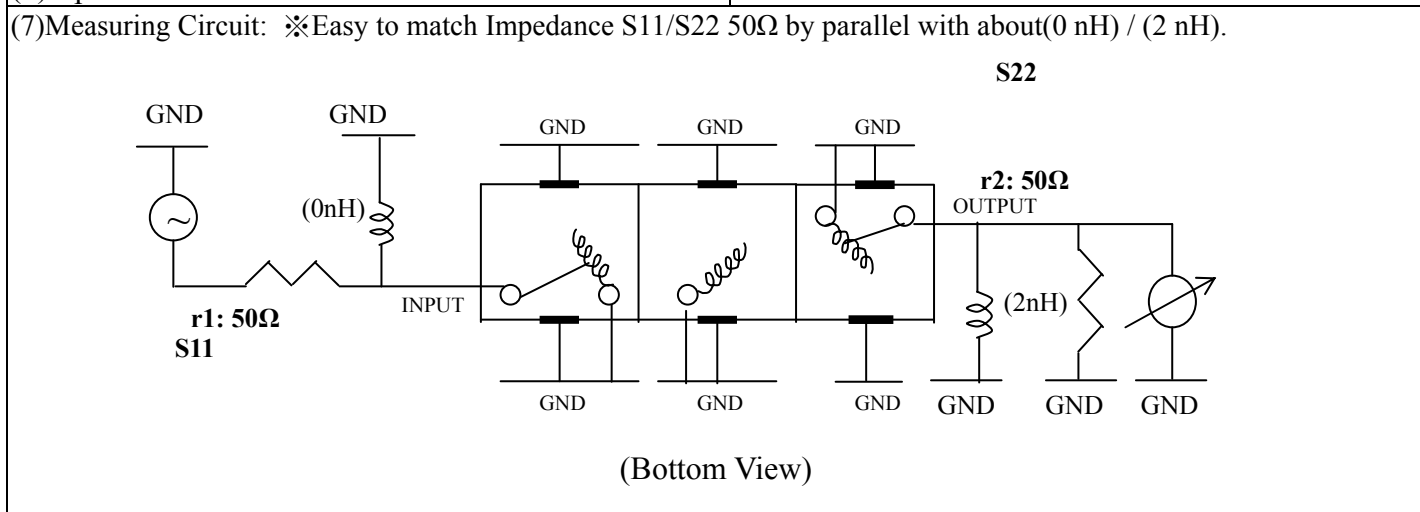 (7)Measuring Circuit: ※Easy to match Impedance S11/S22 50Ω by parallel with about(0 nH) / (2 nH).
S22
GND
GND
GND
GND
GND
r2: 50Ω
(0nH)
OUTPUT
~
INPUT
(2nH)
r1: 50Ω
S11
GND
GND
GND
GND
GND
GND
(Bottom View)